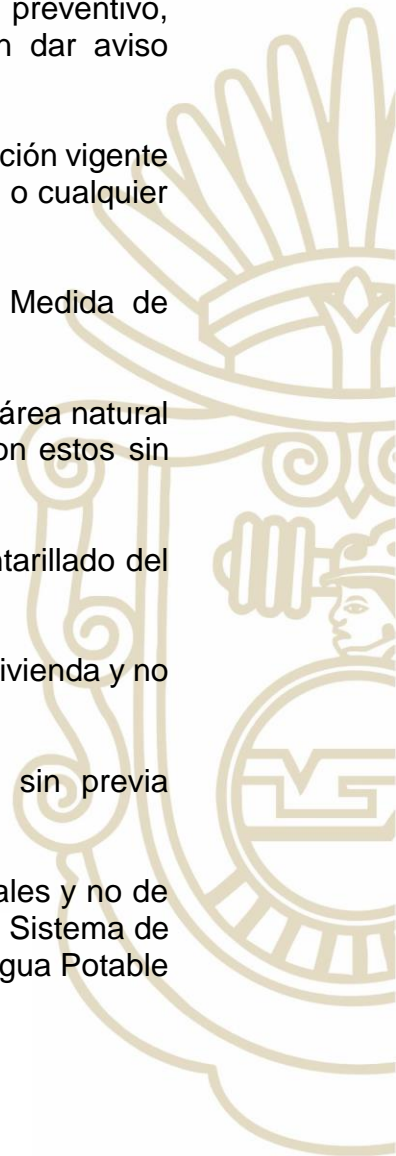 preventivo,
dar aviso
ción vigente
o cualquier
Medida de
área natural
on estos sin
ntarillado del
ivienda y no
sin previa
ales y no de
Sistema de
gua Potable